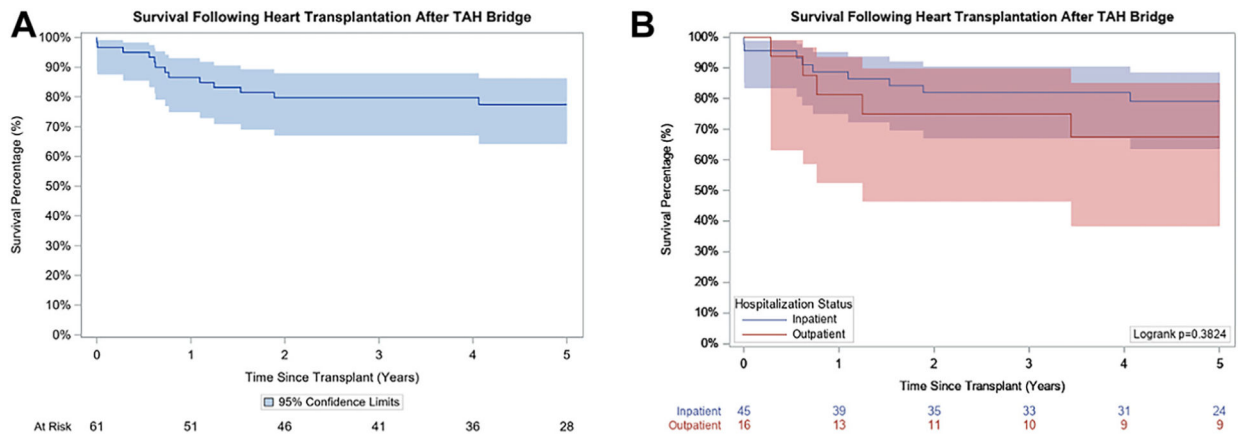 A
Survival Following Heart Transplantation After TAH Bridge
Survival Percentage (%)
100%
90%
80%
70%
60%
50%
40%
30%
20%
10%
0%
0 1 2 3 4 5
Time Since Transplant (Years)
95% Confidence Limits
At Risk 61 51 46 41 36 28
B
Survival Following Heart Transplantation After TAH Bridge
Survival Percentage (%)
100%
90%
80%
70%
60%
50%
40%
30%
20%
10%
0%
Hospitalization Status
Inpatient
Outpatient
Logrank p=0.3824
0 1 2 3 4 5
Time Since Transplant (Years)
Inpatient 45 39 35 33 31 24
Outpatient 16 13 11 10 9 9